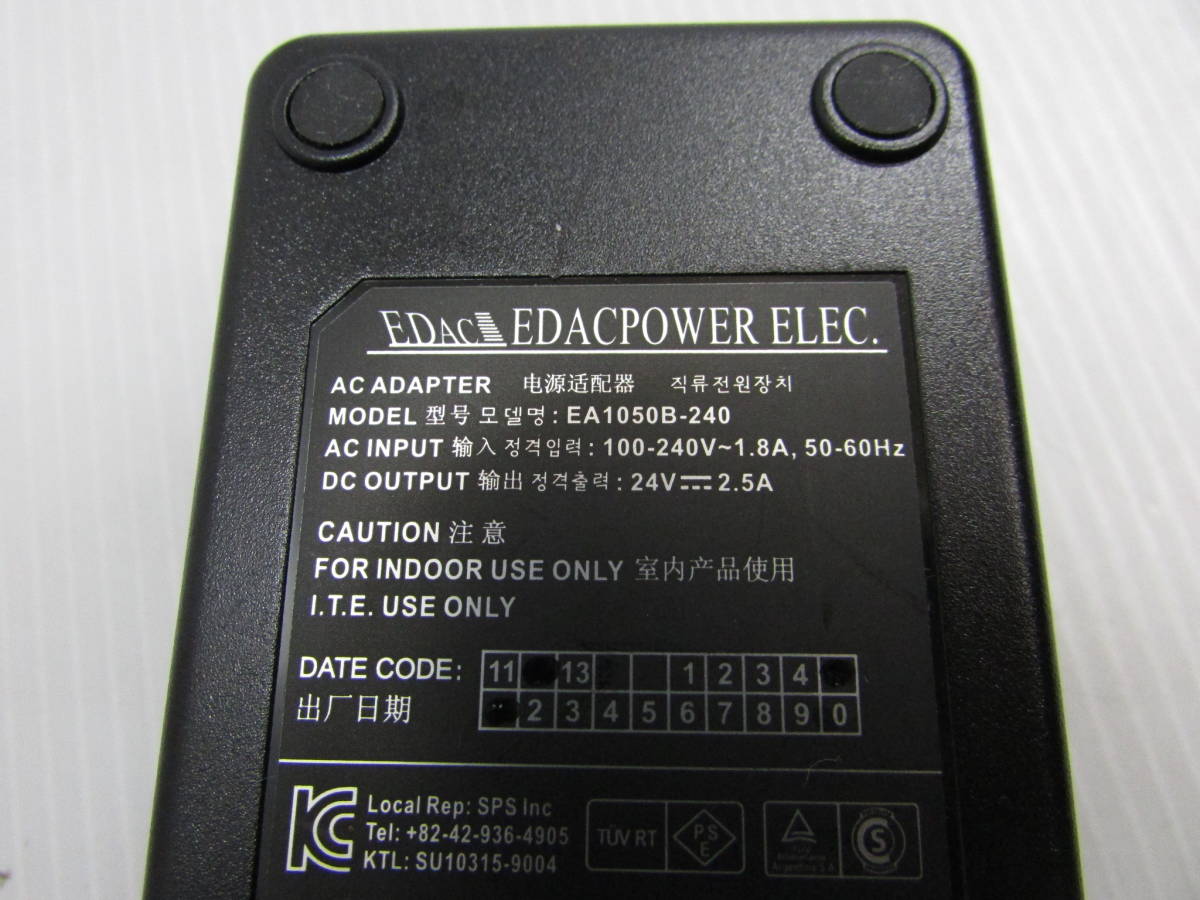 EDAC EDACPOWER ELEC.
AC ADAPTER 电源适配器 직류전원장치
MODEL 型号 모델명: EA1050B-240
AC INPUT 输入 정격입력: 100-240V~1.8A, 50-60Hz
DC OUTPUT 输出 정격출력: 24V⎓2.5A
CAUTION 注意
FOR INDOOR USE ONLY 室内产品使用
I.T.E. USE ONLY
DATE CODE: 11 13 1 2 3 4
出厂日期 2 3 4 5 6 7 8 9 0
Local Rep: SPS Inc
Tel: +82-42-936-4905
KTL: SU10315-9004
TÜV RT
PS
E
S